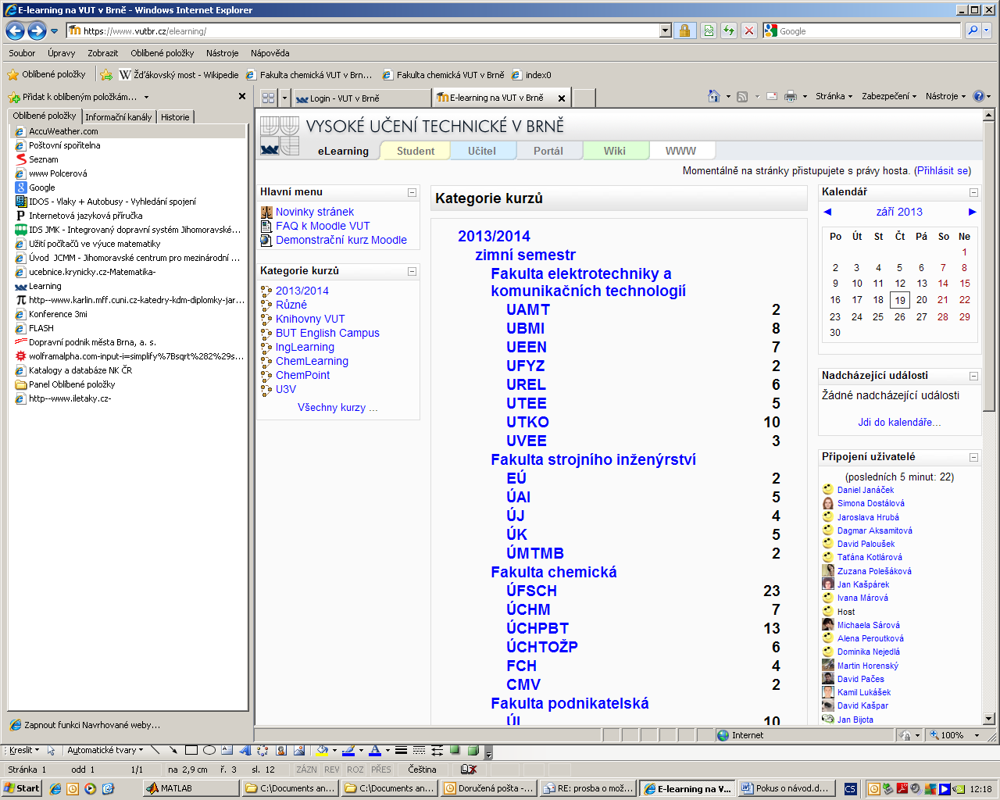 E-learning na VUT v Brně - Windows Internet Explorer
https://www.vutbr.cz/elearning/
Google
Soubor Úpravy Zobrazit Oblíbené položky Nástroje Nápověda
Oblíbené položky Žďákovský most - Wikipedie Fakulta chemická VUT v Brn... Fakulta chemická VUT v Brně index0
Přidat k oblíbeným položkám...
Login - VUT v Brně E-learning na VUT v Brně
Stránka Zabezpečení Nástroje
Oblíbené položky Informační kanály Historie
AccuWeather.com
Poštovní spořitelna
Seznam
www Polcerová
Google
IDOS - Vlaky + Autobusy - Vyhledání spojení
Internetová jazyková příručka
IDS JMK - Integrovaný dopravní systém Jihomoravské...
Užití počítačů ve výuce matematiky
Úvod JCMM - Jihomoravské centrum pro mezinárodní ...
ucebnice.krynicky.cz-Matematika-
Learning
http--www.karlin.mff.cuni.cz-katedry-kdm-diplomky-jar...
Konference 3mi
FLASH
Dopravní podnik města Brna, a. s.
wolframalpha.com-input-i=simplify%7Bsqrt%282%29s...
Katalogy a databáze NK ČR
Panel Oblíbené položky
http--www.iletaky.cz-
Zapnout funkci Navrhované weby...
VYSOKÉ UČENÍ TECHNICKÉ V BRNĚ
eLearning Student Učitel Portál Wiki WWW
Momentálně na stránky přistupujete s právy hosta. (Přihlásit se)
Hlavní menu
Novinky stránek
FAQ k Moodle VUT
Demonstrační kurz Moodle
Kategorie kurzů
2013/2014
Různé
Knihovny VUT
BUT English Campus
IngLearning
ChemLearning
ChemPoint
U3V
Všechny kurzy ...
Kategorie kurzů
2013/2014
zimní semestr
Fakulta elektrotechniky a
komunikačních technologií
UAMT 2
UBMI 8
UEEN 7
UFYZ 2
UREL 6
UTEE 5
UTKO 10
UVEE 3
Fakulta strojního inženýrství
EÚ 2
ÚAI 5
ÚJ 4
ÚK 5
ÚMTMB 2
Fakulta chemická
ÚFSCH 23
ÚCHM 7
ÚCHPBT 13
ÚCHTOŽP 6
FCH 4
CMV 2
Fakulta podnikatelská
ÚI 10
Kalendář
září 2013
Po Út St Čt Pá So Ne
1
2 3 4 5 6 7 8
9 10 11 12 13 14 15
16 17 18 19 20 21 22
23 24 25 26 27 28 29
30
Nadcházející události
Žádné nadcházející události
Jdi do kalendáře...
Připojení uživatelé
(posledních 5 minut: 22)
Daniel Janáček
Simona Dostálová
Jaroslava Hrubá
Dagmar Aksamitová
David Paloušek
Taťána Kotlárová
Zuzana Polešáková
Jan Kašpárek
Ivana Márová
Host
Michaela Sárová
Alena Peroutková
Dominika Nejedlá
Martin Horenský
David Pačes
Kamil Lukášek
David Kašpar
Jan Bijota
Internet 100%
Kreslit Automatické tvary
Stránka 1 odd 1 1/1 na 2,9 cm ř. 3 sl. 12 ZÁZN REV ROZ PŘES Čeština
Start MATLAB C:\Documents an... C:\Documents an... Doručená pošta -... RE: prosba o mož... E-learning na V... Pokus o návod.d... CS 12:18